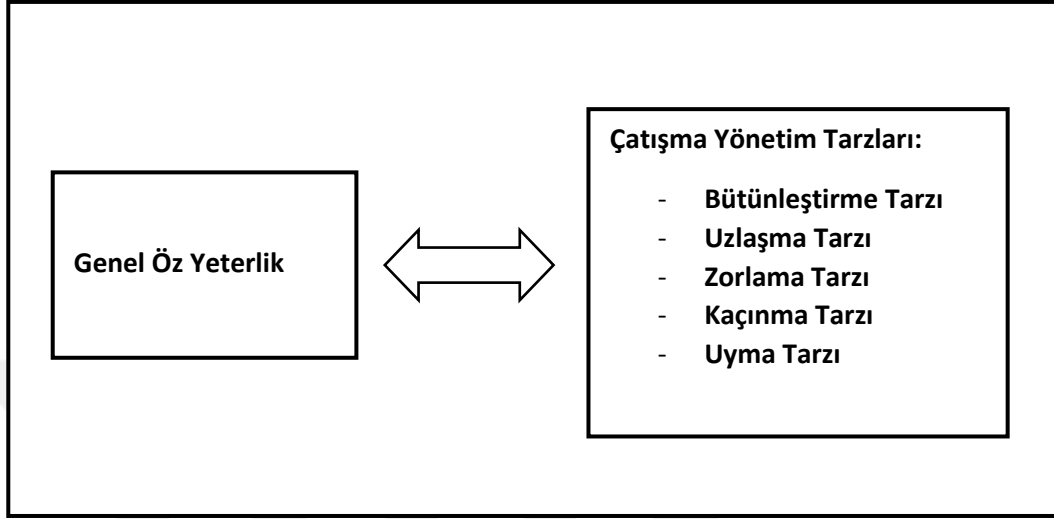 Genel Öz Yeterlik
Çatışma Yönetim Tarzları:
- Bütünleştirme Tarzı
- Uzlaşma Tarzı
- Zorlama Tarzı
- Kaçınma Tarzı
- Uyma Tarzı